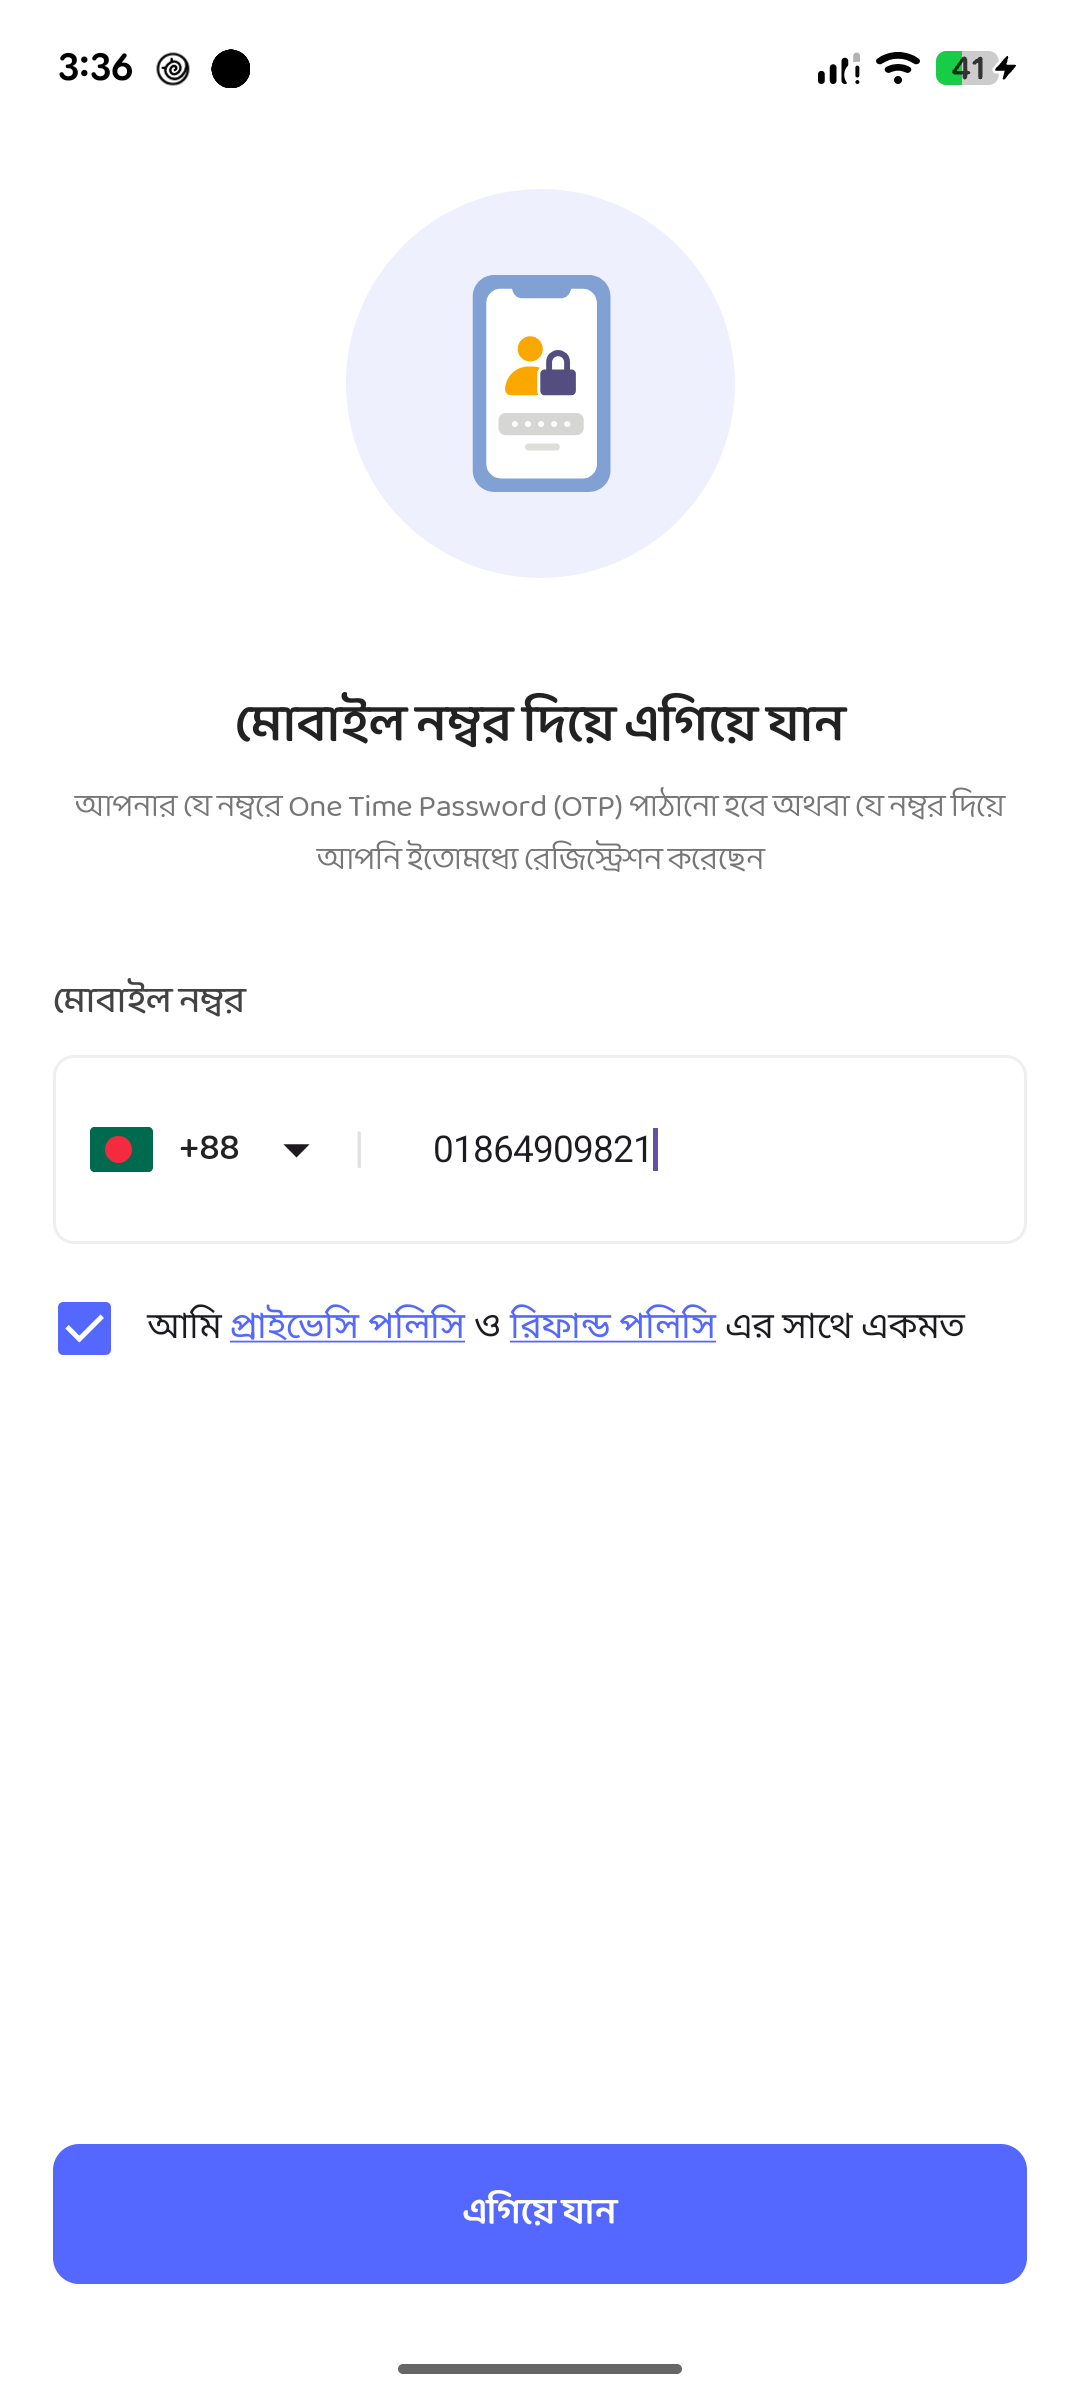 3:36
41
মোবাইল নম্বর দিয়ে এগিয়ে যান
আপনার যে নম্বরে One Time Password (OTP) পাঠানো হবে অথবা যে নম্বর দিয়ে
আপনি ইতোমধ্যে রেজিস্ট্রেশন করেছেন
মোবাইল নম্বর
+88 01864909821
আমি প্রাইভেসি পলিসি ও রিফান্ড পলিসি এর সাথে একমত
এগিয়ে যান